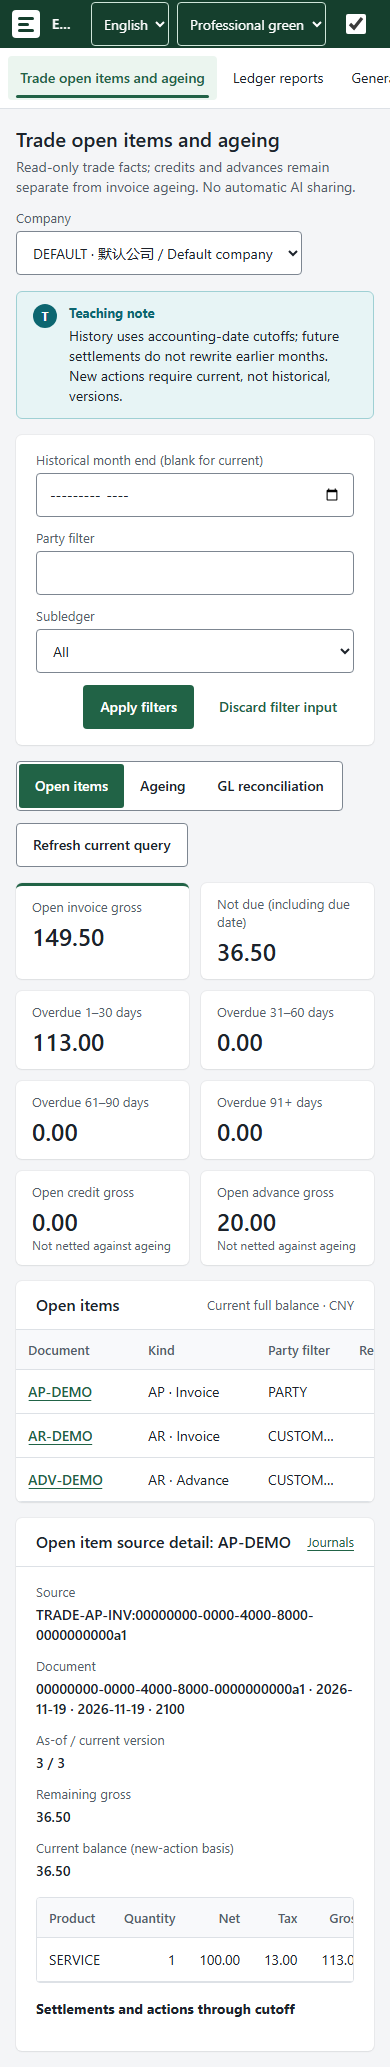 E...
English
Professional green
Trade open items and ageing
Ledger reports
Genera
Trade open items and ageing
Read-only trade facts; credits and advances remain
separate from invoice ageing. No automatic AI sharing.
Company
DEFAULT · 默认公司 / Default company
T
Teaching note
History uses accounting-date cutoffs; future
settlements do not rewrite earlier months.
New actions require current, not historical,
versions.
Historical month end (blank for current)
--------- ----
Party filter
Subledger
All
Apply filters
Discard filter input
Open items
Ageing
GL reconciliation
Refresh current query
Open invoice gross
149.50
Not due (including due
date)
36.50
Overdue 1–30 days
113.00
Overdue 31–60 days
0.00
Overdue 61–90 days
0.00
Overdue 91+ days
0.00
Open credit gross
0.00
Not netted against ageing
Open advance gross
20.00
Not netted against ageing
Open items
Current full balance · CNY
Document Kind Party filter Re
AP-DEMO AP · Invoice PARTY
AR-DEMO AR · Invoice CUSTOM...
ADV-DEMO AR · Advance CUSTOM...
Open item source detail: AP-DEMO
Journals
Source
TRADE-AP-INV:00000000-0000-4000-8000-
0000000000a1
Document
00000000-0000-4000-8000-0000000000a1 · 2026-
11-19 · 2026-11-19 · 2100
As-of / current version
3 / 3
Remaining gross
36.50
Current balance (new-action basis)
36.50
Product Quantity Net Tax Gros
SERVICE 1 100.00 13.00 113.0
Settlements and actions through cutoff